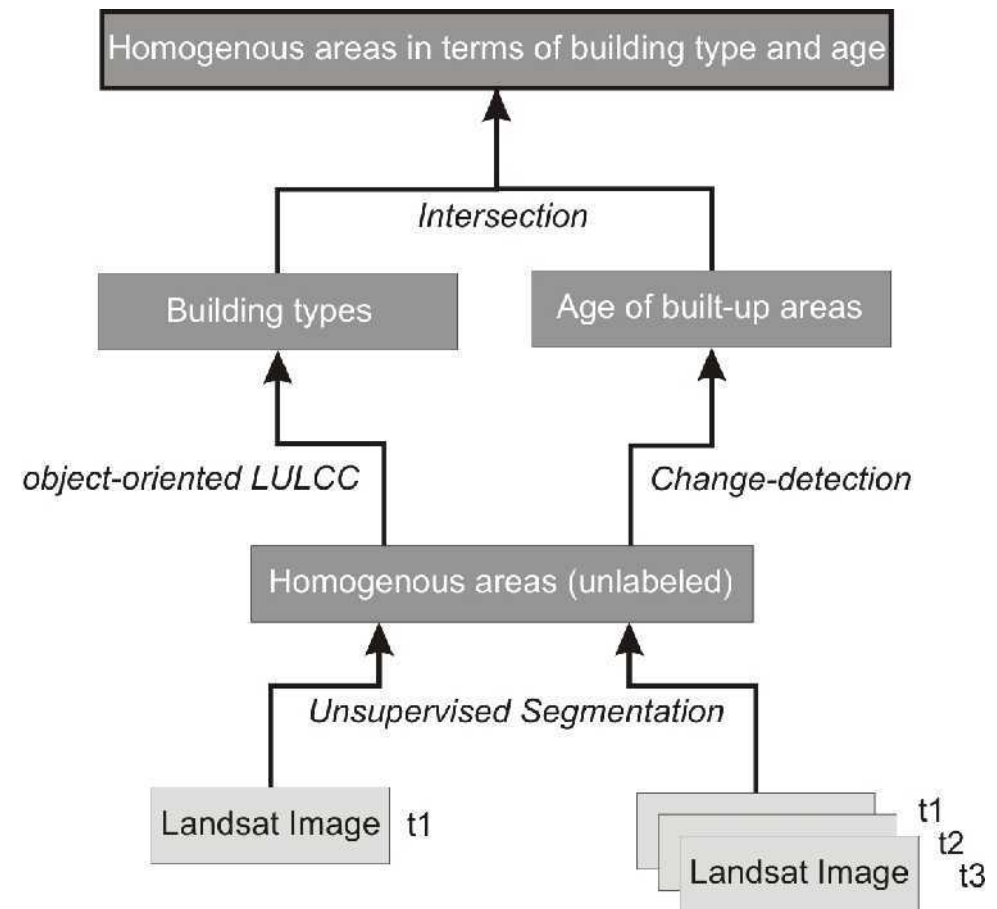 Homogenous areas in terms of building type and age
Intersection
Building types
Age of built-up areas
object-oriented LULCC
Change-detection
Homogenous areas (unlabeled)
Unsupervised Segmentation
Landsat Image t1
t1
t2
Landsat Image t3